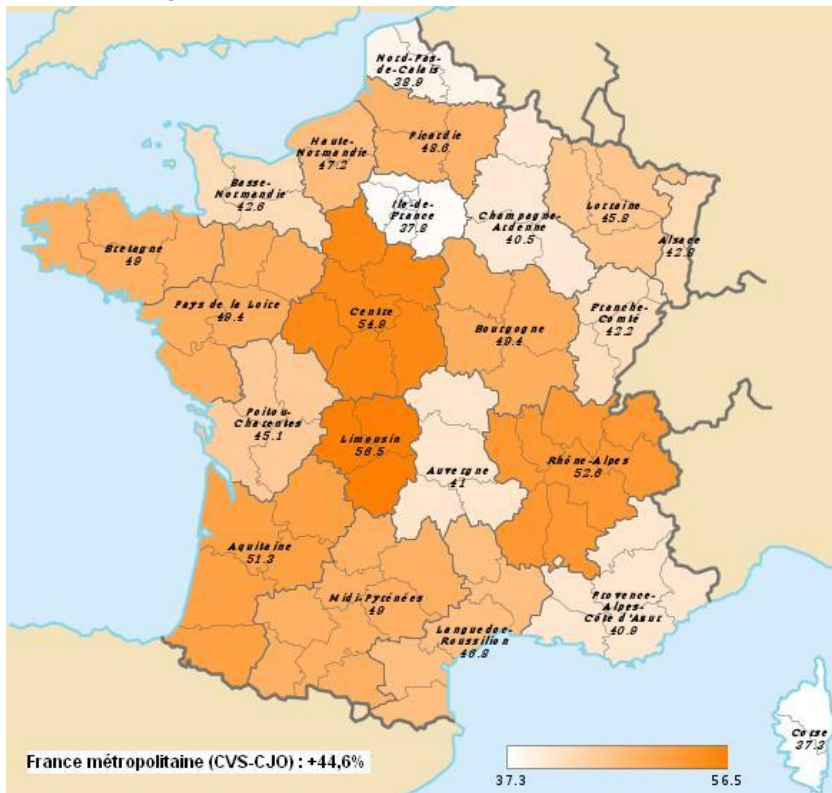 Nord-Pas-
de-Calais
38.9
Haute-
Normandie
47.2
Picardie
48.6
Basse-
Normandie
42.6
Île-de-
France
37.8
Champagne-
Ardenne
40.5
Lorraine
45.8
Alsace
42.8
Bretagne
49
Pays de la Loire
49.4
Centre
54.9
Bourgogne
49.4
Franche-
Comté
42.2
Poitou-
Charentes
45.1
Limousin
56.5
Auvergne
41
Rhône-Alpes
52.6
Aquitaine
51.3
Midi-Pyrénées
49
Languedoc-
Roussillon
46.8
Provence-
Alpes-
Côte d'Azur
40.9
Corse
37.3
France métropolitaine (CVS-CJO) : +44,6%
37.3
56.5